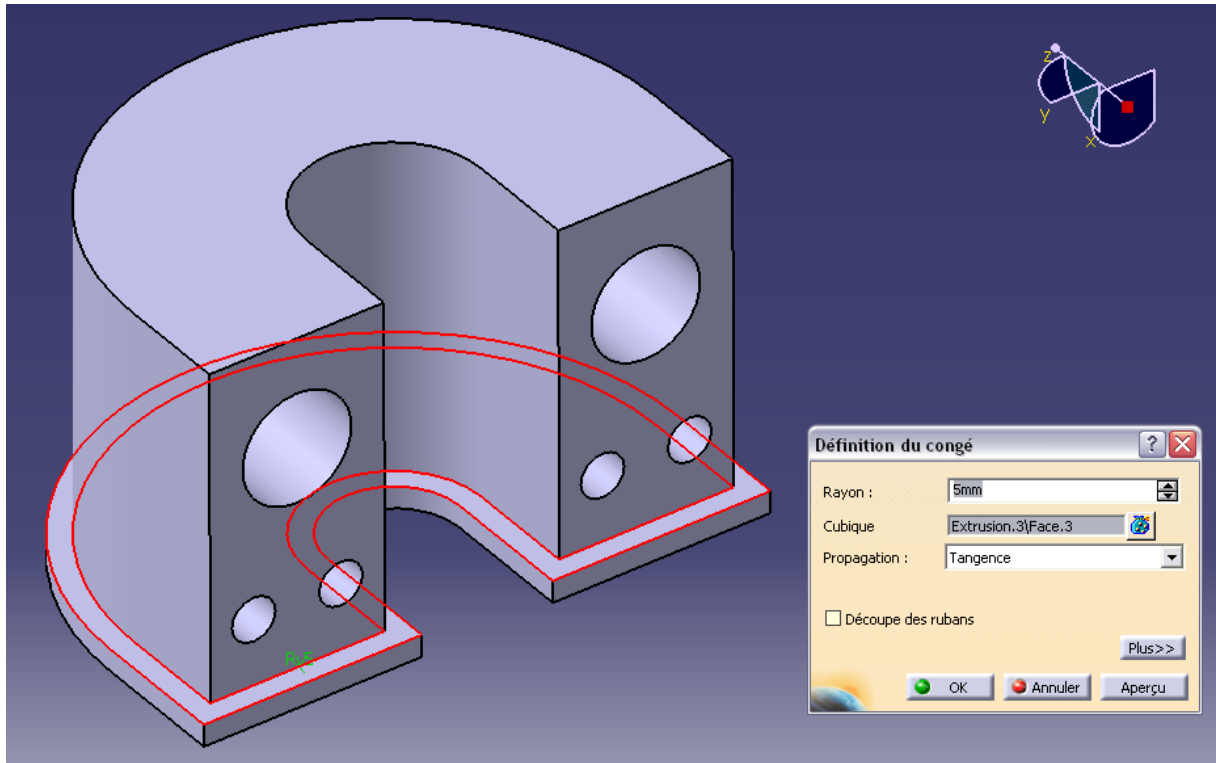 z
y
x
Définition du congé
Rayon : 5mm
Cubique Extrusion.3\Face.3
Propagation : Tangence
Découpe des rubans
Plus>>
OK Annuler Aperçu